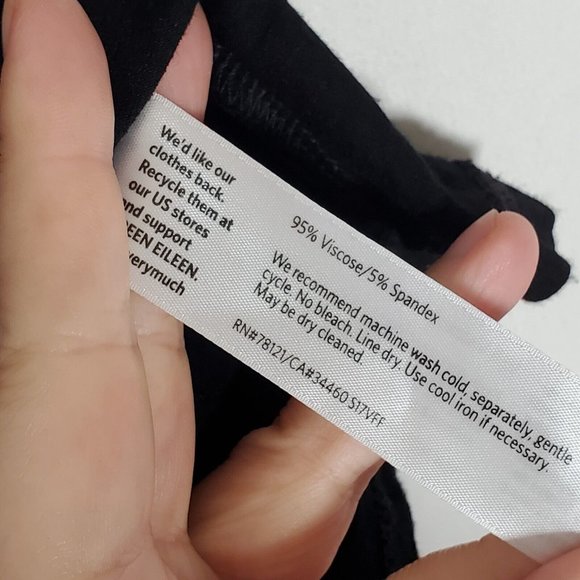 We'd like our
clothes back.
Recycle them at
our US stores
and support
EEN EILEEN.
verymuch
95% Viscose/5% Spandex
We recommend machine wash cold, separately, gentle
cycle. No bleach. Line dry. Use cool iron if necessary.
May be dry cleaned.
RN#78121/CA#34460 S17VFF